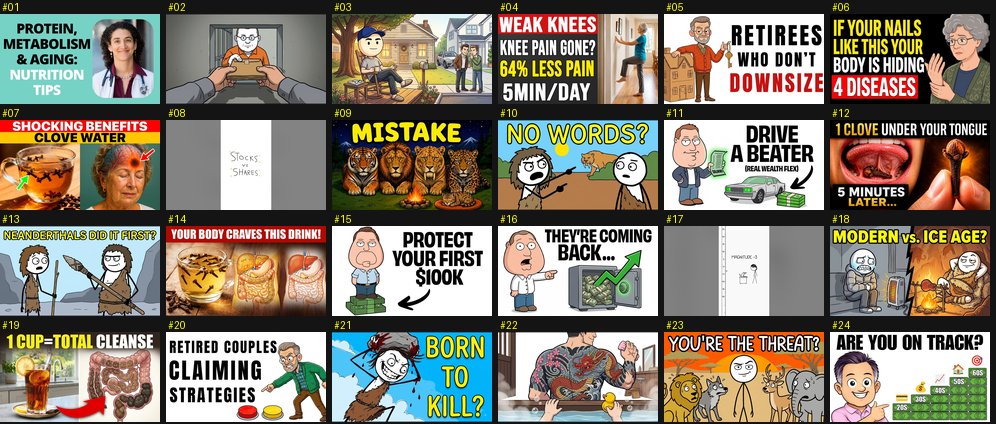 #01
PROTEIN,
METABOLISM
& AGING:
NUTRITION
TIPS
#02
#03
#04
WEAK KNEES
KNEE PAIN GONE?
64% LESS PAIN
5MIN/DAY
#05
RETIREES
WHO DON'T
DOWNSIZE
#06
IF YOUR NAILS
LIKE THIS YOUR
BODY IS HIDING
4 DISEASES
#07
SHOCKING BENEFITS
CLOVE WATER
#08
STOCKS
VS
SHARES
#09
MISTAKE
#10
NO WORDS?
#11
DRIVE
A BEATER
(REAL WEALTH FLEX)
#12
1 CLOVE UNDER YOUR TONGUE
5 MINUTES
LATER...
#13
NEANDERTHALS DID IT FIRST?
#14
YOUR BODY CRAVES THIS DRINK!
#15
PROTECT
YOUR FIRST
$100K
#16
THEY'RE COMING
BACK...
#17
MAGNITUDE -3
#18
MODERN vs. ICE AGE?
#19
1 CUP=TOTAL CLEANSE
#20
RETIRED COUPLES
CLAIMING
STRATEGIES
#21
BORN
TO
KILL?
#22
#23
YOU'RE THE THREAT?
#24
ARE YOU ON TRACK?
20S
30S
40S
50S
60S